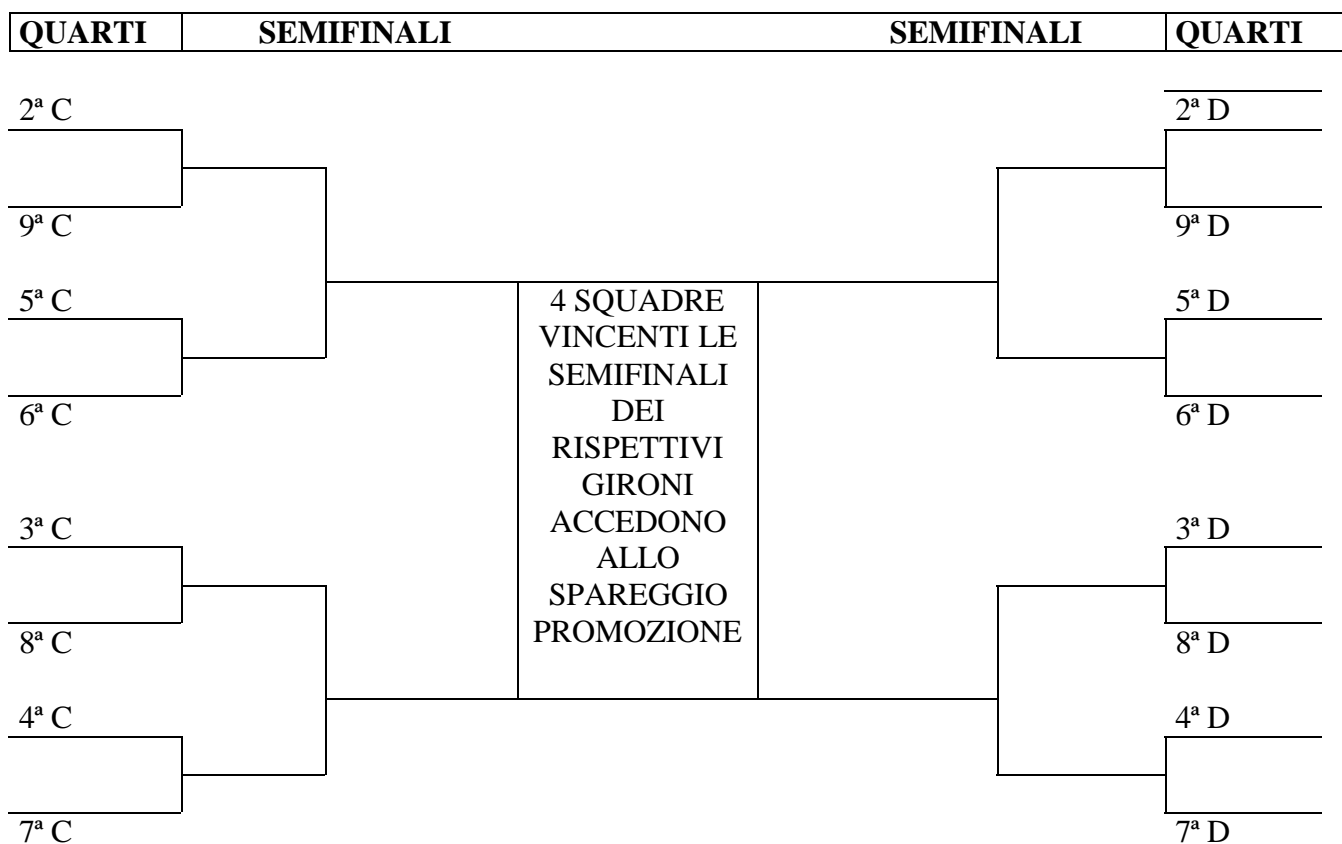 QUARTI SEMIFINALI SEMIFINALI QUARTI
2ª C 2ª D
9ª C 9ª D
5ª C 4 SQUADRE 5ª D
VINCENTI LE
SEMIFINALI
6ª C DEI 6ª D
RISPETTIVI
GIRONI
3ª C ACCEDONO 3ª D
ALLO
SPAREGGIO
8ª C PROMOZIONE 8ª D
4ª C 4ª D
7ª C 7ª D